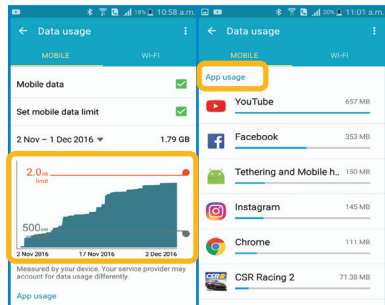 18% 10:58 a.m.
← Data usage
MOBILE WI-FI
Mobile data
Set mobile data limit
2 Nov – 1 Dec 2016 1.79 GB
2.0GB
limit
500MB
2 Nov 2016 17 Nov 2016 2 Dec 2016
Measured by your device. Your service provider may
account for data usage differently.
App usage
30% 11:01 a.m.
← Data usage
MOBILE WI-FI
App usage
YouTube 657 MB
Facebook 353 MB
Tethering and Mobile h.. 150 MB
Instagram 145 MB
Chrome 111 MB
CSR Racing 2 71.38 MB